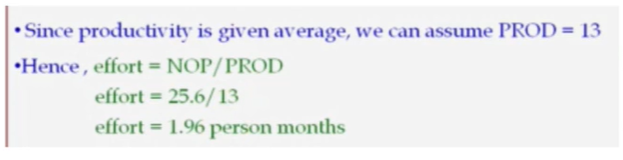 • Since productivity is given average, we can assume PROD = 13
•Hence, effort = NOP/PROD
effort = 25.6/13
effort = 1.96 person months